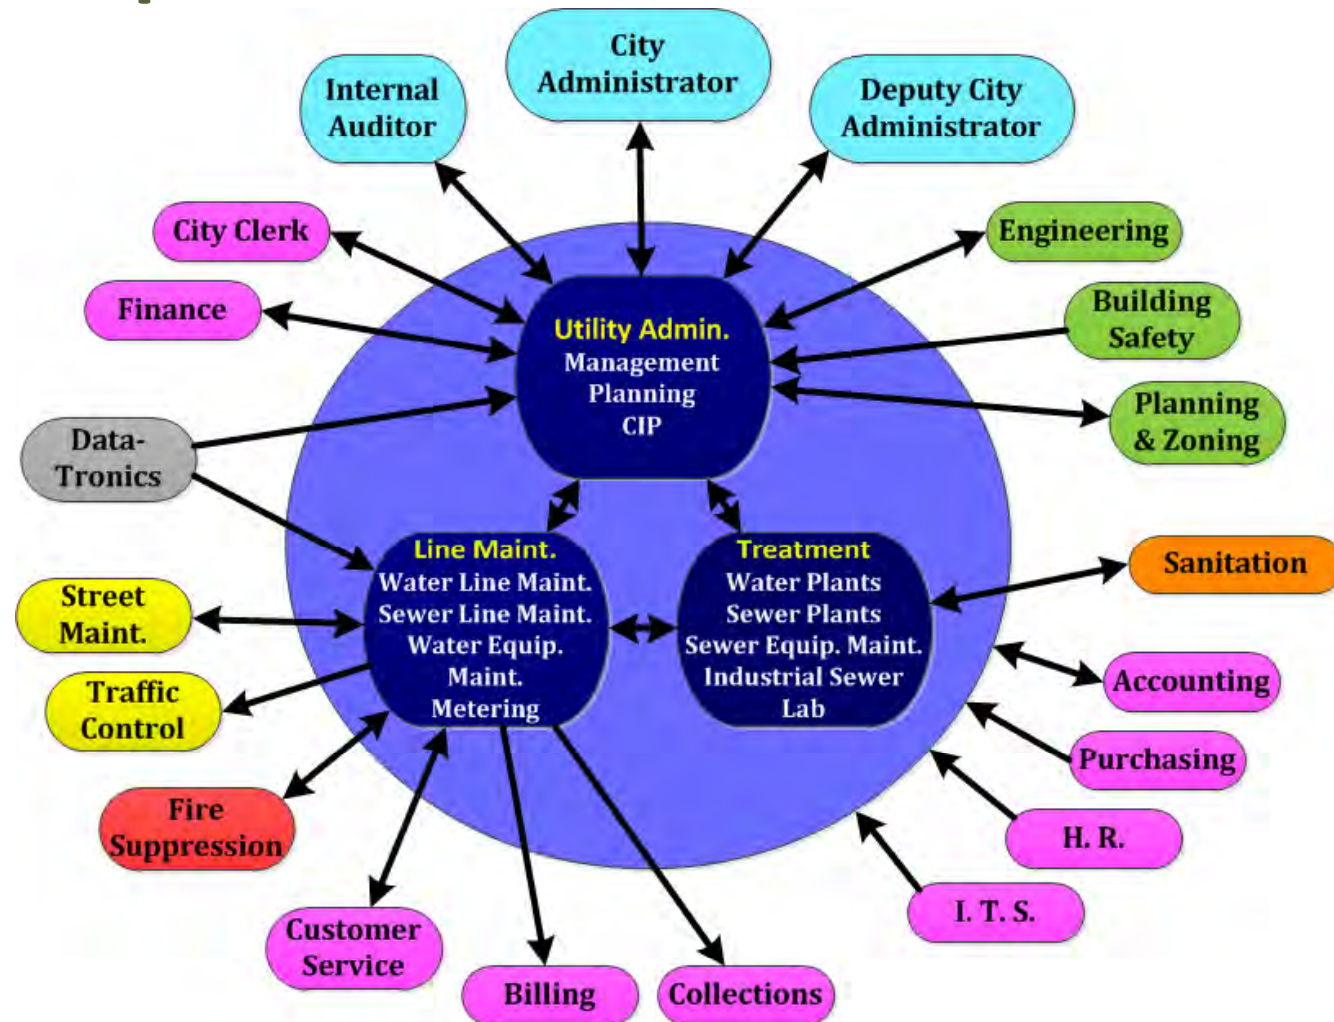 City
Administrator
Internal
Auditor
Deputy City
Administrator
City Clerk
Engineering
Finance
Building
Safety
Utility Admin.
Management
Planning
CIP
Planning
& Zoning
Data-
Tronics
Line Maint.
Water Line Maint.
Sewer Line Maint.
Water Equip.
Maint.
Metering
Treatment
Water Plants
Sewer Plants
Sewer Equip. Maint.
Industrial Sewer
Lab
Sanitation
Street
Maint.
Traffic
Control
Accounting
Purchasing
Fire
Suppression
H. R.
I. T. S.
Customer
Service
Billing
Collections